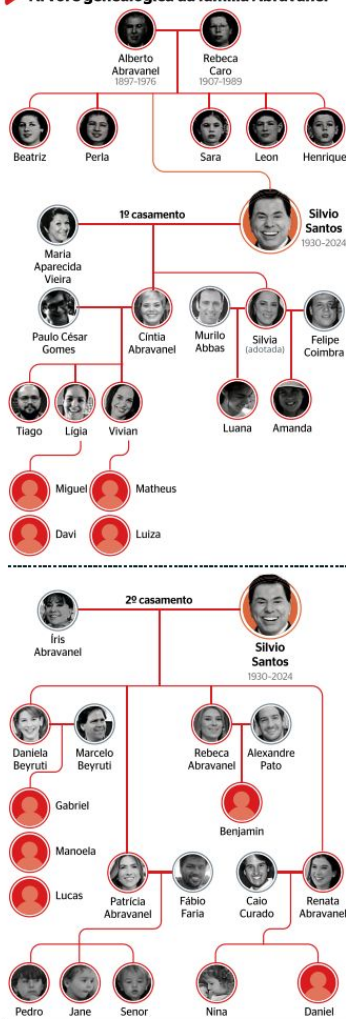 Árvore genealógica da família Abravanel
Alberto
Abravanel
1897-1976
Rebeca
Caro
1907-1989
Beatriz
Perla
Sara
Leon
Henrique
1º casamento
Silvio
Santos
1930-2024
Maria
Aparecida
Vieira
Paulo César
Gomes
Cíntia
Abravanel
Murilo
Abbas
Silvia
(adotada)
Felipe
Coimbra
Tiago
Lígia
Vivian
Luana
Amanda
Miguel
Matheus
Davi
Luiza
2º casamento
Íris
Abravanel
Silvio
Santos
1930-2024
Daniela
Beyruti
Marcelo
Beyruti
Rebeca
Abravanel
Alexandre
Pato
Gabriel
Benjamin
Manoela
Lucas
Patrícia
Abravanel
Fábio
Faria
Caio
Curado
Renata
Abravanel
Pedro
Jane
Senor
Nina
Daniel